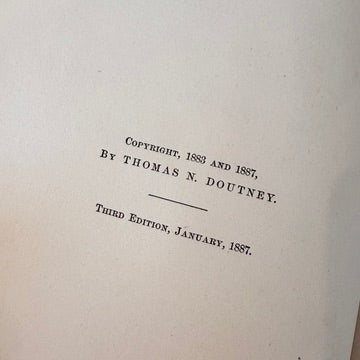 Copyright, 1883 and 1887,
By THOMAS N. DOUTNEY.
Third Edition, January, 1887.